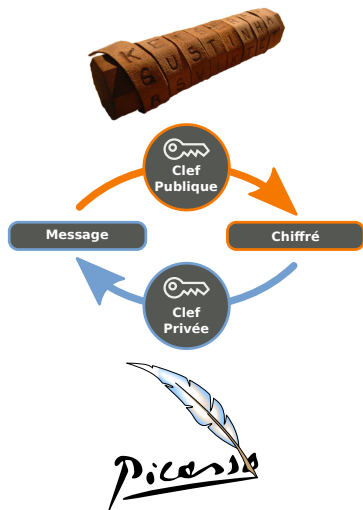 Clef
Publique
Message
Chiffré
Clef
Privée
Picasso